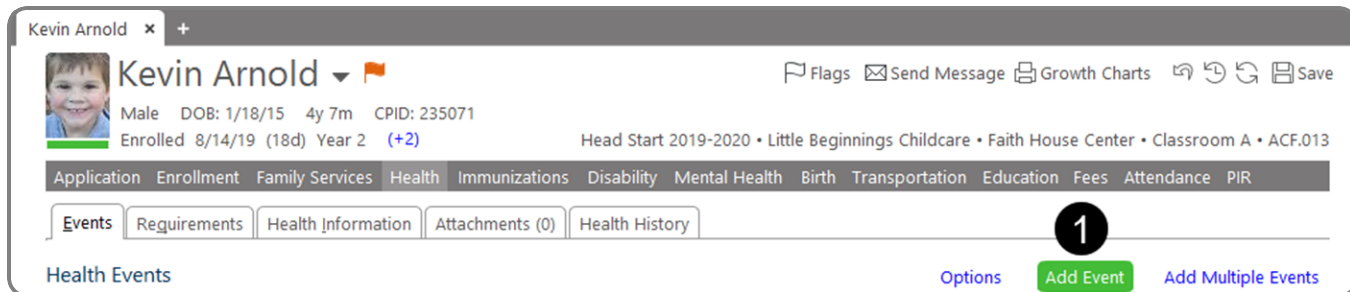 Kevin Arnold × +
Kevin Arnold
Flags Send Message Growth Charts Save
Male DOB: 1/18/15 4y 7m CPID: 235071
Enrolled 8/14/19 (18d) Year 2 (+2)
Head Start 2019-2020 • Little Beginnings Childcare • Faith House Center • Classroom A • ACF.013
Application Enrollment Family Services Health Immunizations Disability Mental Health Birth Transportation Education Fees Attendance PIR
Events Requirements Health Information Attachments (0) Health History
1
Health Events Options Add Event Add Multiple Events